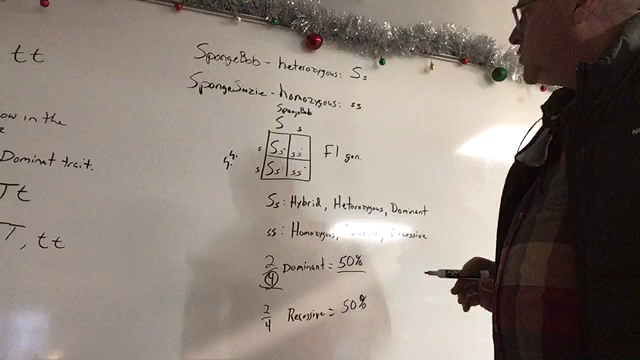 tt
ow in the
Dominant trait.
Tt
T, tt
SpongeBob - heterozygous: Ss
SpongeSuzie - homozygous: ss
SpongeBob
S s
s Ss ss F1 gen.
s Ss ss
Ss: Hybrid, Heterozygous, Dominant
ss: Homozygous, Recessive
2/4 Dominant = 50%
2/4 Recessive = 50%